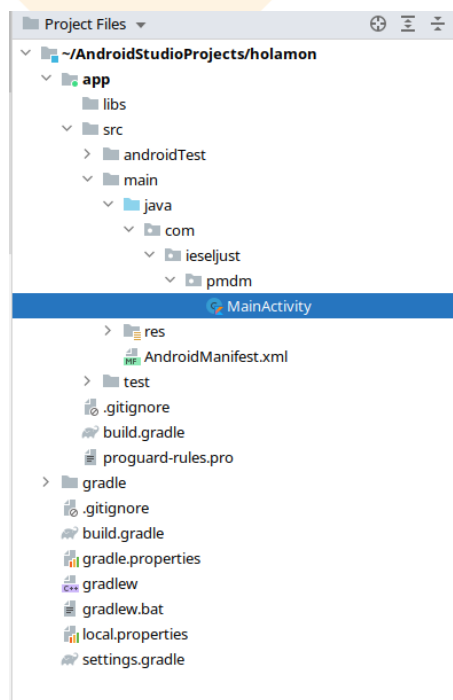 Project Files
~/AndroidStudioProjects/holamon
app
libs
src
androidTest
main
java
com
ieseljust
pmdm
MainActivity
res
MF AndroidManifest.xml
test
.gitignore
build.gradle
proguard-rules.pro
gradle
.gitignore
build.gradle
gradle.properties
C++ gradlew
gradlew.bat
local.properties
settings.gradle